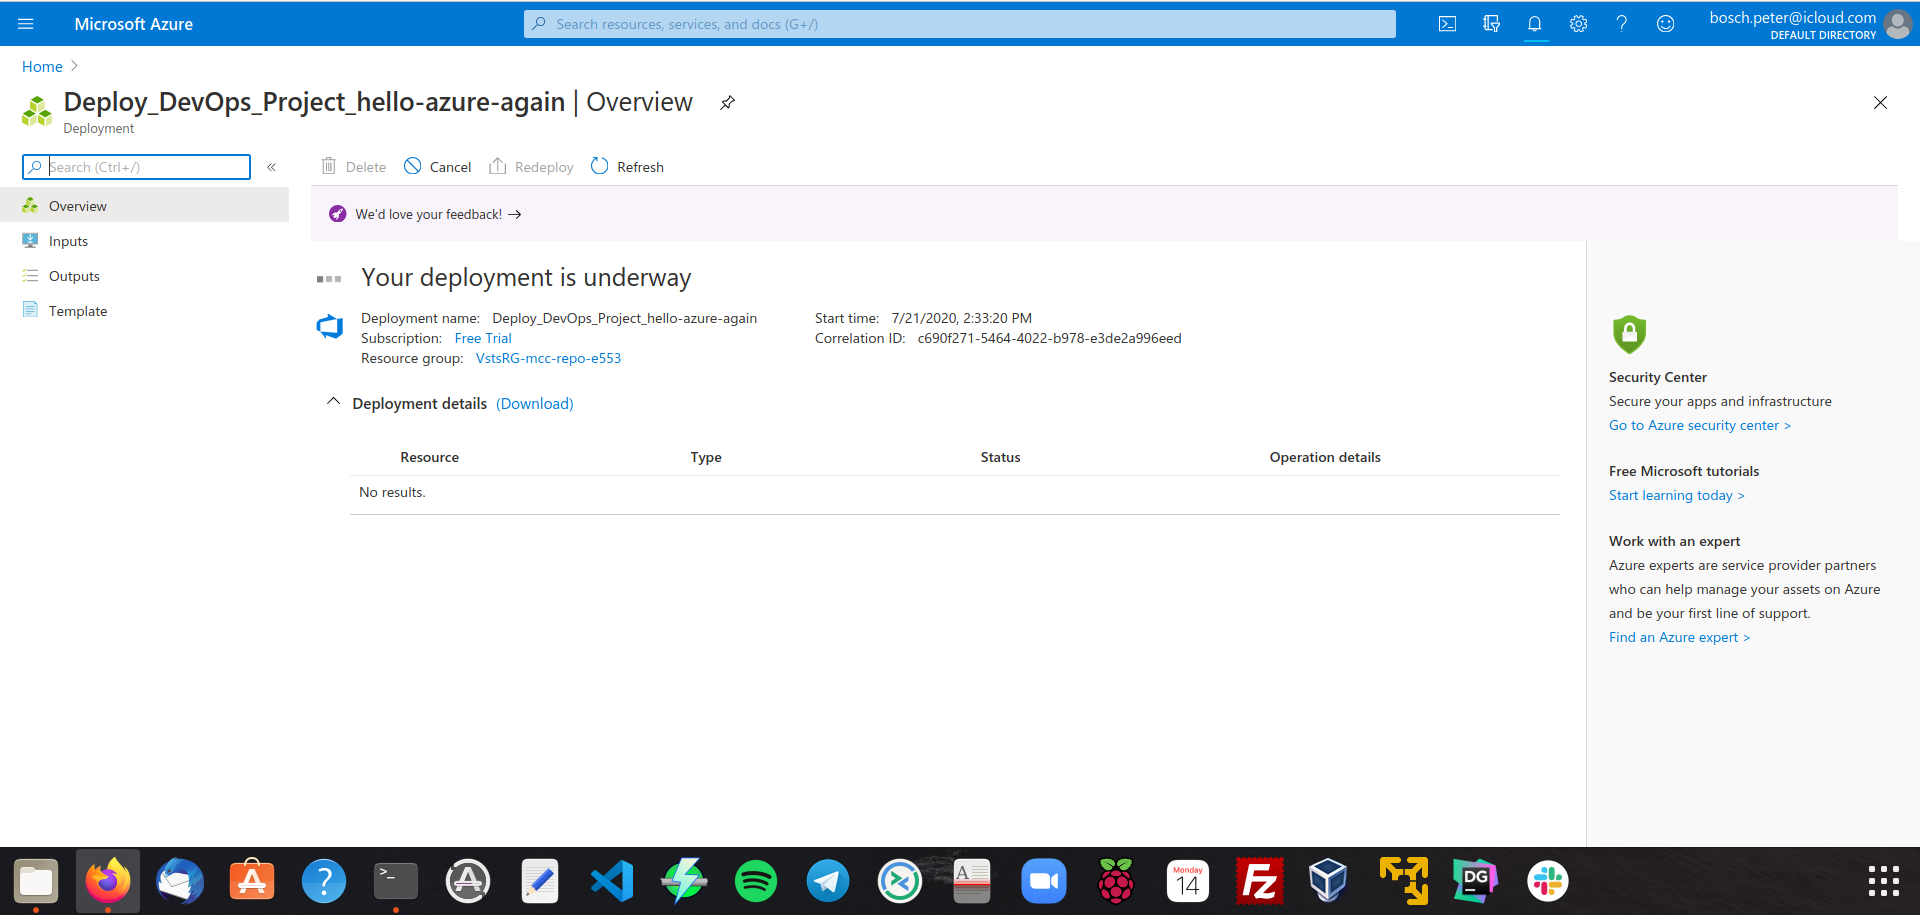 Microsoft Azure
Search resources, services, and docs (G+/)
bosch.peter@icloud.com
DEFAULT DIRECTORY
Home
Deploy_DevOps_Project_hello-azure-again | Overview
Deployment
Search (Ctrl+/)
«
Delete
Cancel
Redeploy
Refresh
Overview
Inputs
Outputs
Template
We'd love your feedback! →
Your deployment is underway
Deployment name: Deploy_DevOps_Project_hello-azure-again
Subscription: Free Trial
Resource group: VstsRG-mcc-repo-e553
Start time: 7/21/2020, 2:33:20 PM
Correlation ID: c690f271-5464-4022-b978-e3de2a996eed
Deployment details (Download)
Resource Type Status Operation details
No results.
Security Center
Secure your apps and infrastructure
Go to Azure security center >
Free Microsoft tutorials
Start learning today >
Work with an expert
Azure experts are service provider partners
who can help manage your assets on Azure
and be your first line of support.
Find an Azure expert >
?
>_
A
Monday
14
Fz
DG